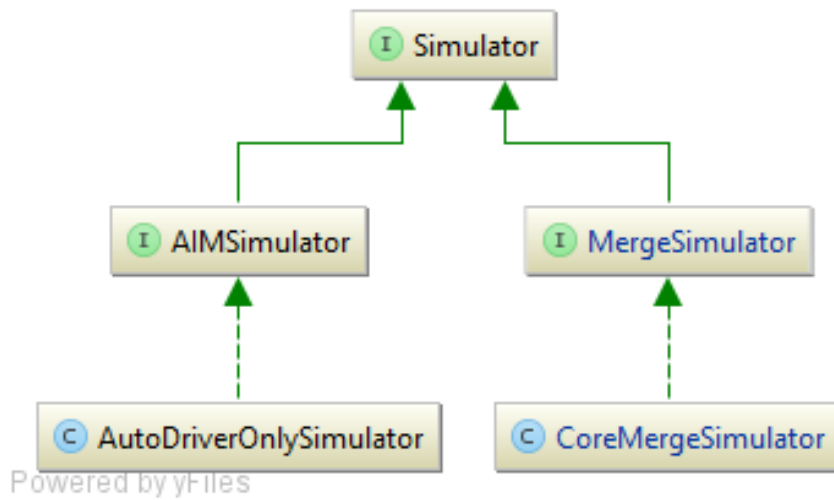 I Simulator
I AIMSimulator
I MergeSimulator
C AutoDriverOnlySimulator
C CoreMergeSimulator
Powered by yFiles